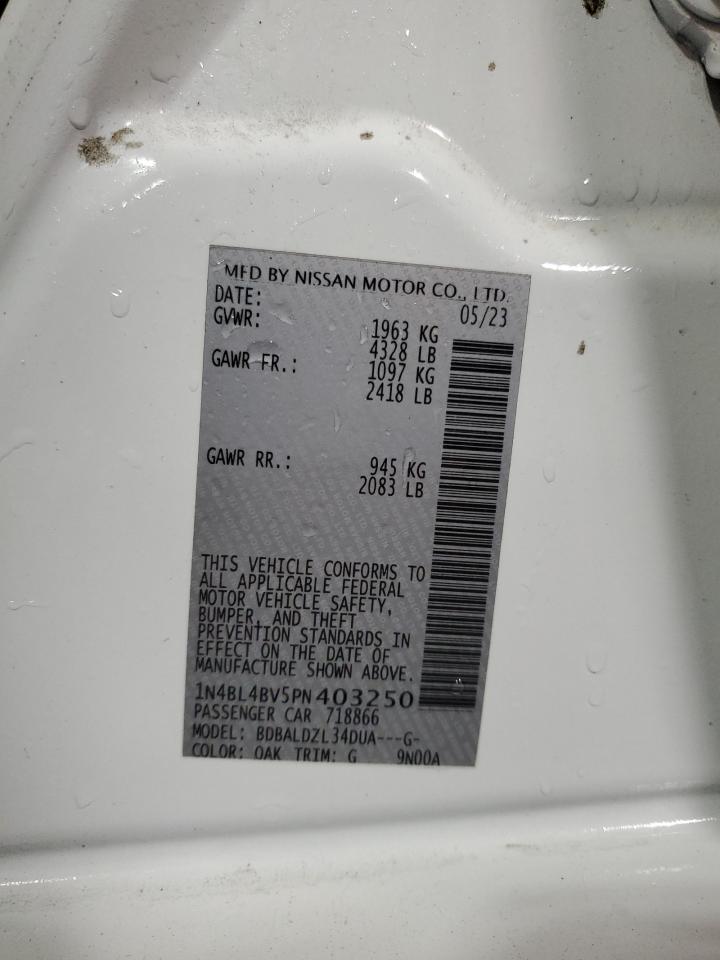 MFD BY NISSAN MOTOR CO., LTD.
DATE: 05/23
GVWR: 1963 KG
4328 LB
GAWR FR.: 1097 KG
2418 LB
GAWR RR.: 945 KG
2083 LB
THIS VEHICLE CONFORMS TO
ALL APPLICABLE FEDERAL
MOTOR VEHICLE SAFETY,
BUMPER, AND THEFT
PREVENTION STANDARDS IN
EFFECT ON THE DATE OF
MANUFACTURE SHOWN ABOVE.
1N4BL4BV5PN403250
PASSENGER CAR 718866
MODEL: BDBALDZL34DUA---G-
COLOR: QAK TRIM: G 9N00A